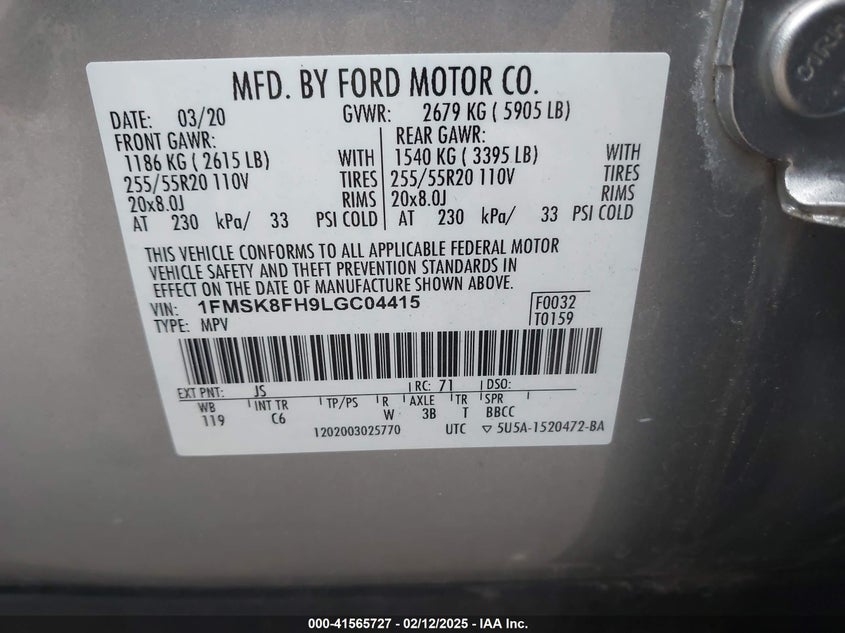 MFD. BY FORD MOTOR CO.
DATE: 03/20 GVWR: 2679 KG ( 5905 LB)
FRONT GAWR: REAR GAWR:
1186 KG ( 2615 LB) WITH 1540 KG ( 3395 LB) WITH
255/55R20 110V TIRES 255/55R20 110V TIRES
20x8.0J RIMS 20x8.0J RIMS
AT 230 kPa/ 33 PSI COLD AT 230 kPa/ 33 PSI COLD
THIS VEHICLE CONFORMS TO ALL APPLICABLE FEDERAL MOTOR
VEHICLE SAFETY AND THEFT PREVENTION STANDARDS IN
EFFECT ON THE DATE OF MANUFACTURE SHOWN ABOVE.
VIN: 1FMSK8FH9LGC04415 F0032
TYPE: MPV T0159
EXT PNT: JS RC: 71 DSO:
WB INT TR TP/PS R AXLE TR SPR
119 C6 W 3B T BBCC
1202003025770 UTC ▽ 5U5A-1520472-BA
000-41565727 - 02/12/2025 - IAA Inc.